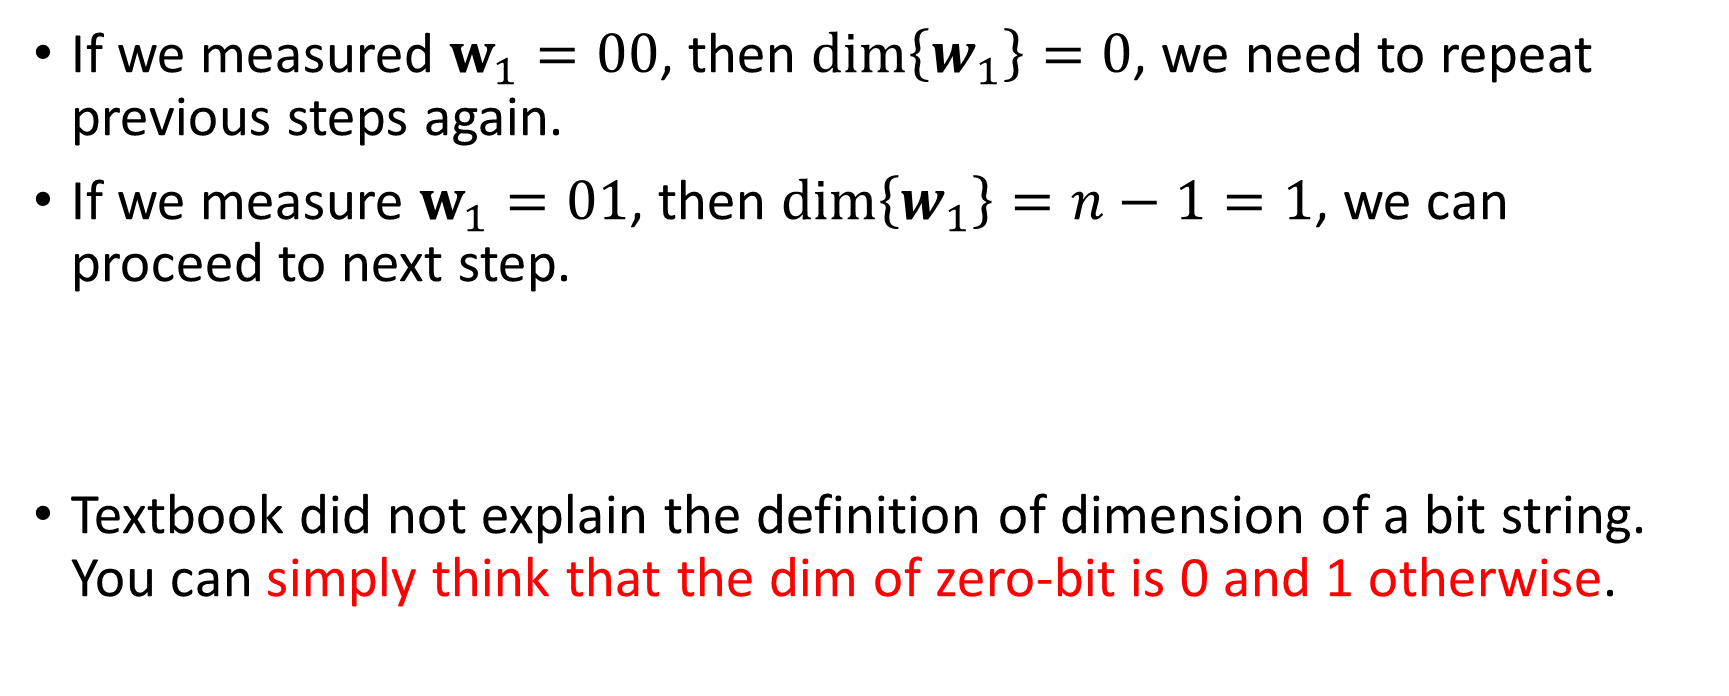 • If we measured 𝐰₁ = 00, then dim{𝒘₁} = 0, we need to repeat
previous steps again.
• If we measure 𝐰₁ = 01, then dim{𝒘₁} = 𝑛 − 1 = 1, we can
proceed to next step.
• Textbook did not explain the definition of dimension of a bit string.
You can simply think that the dim of zero-bit is 0 and 1 otherwise.